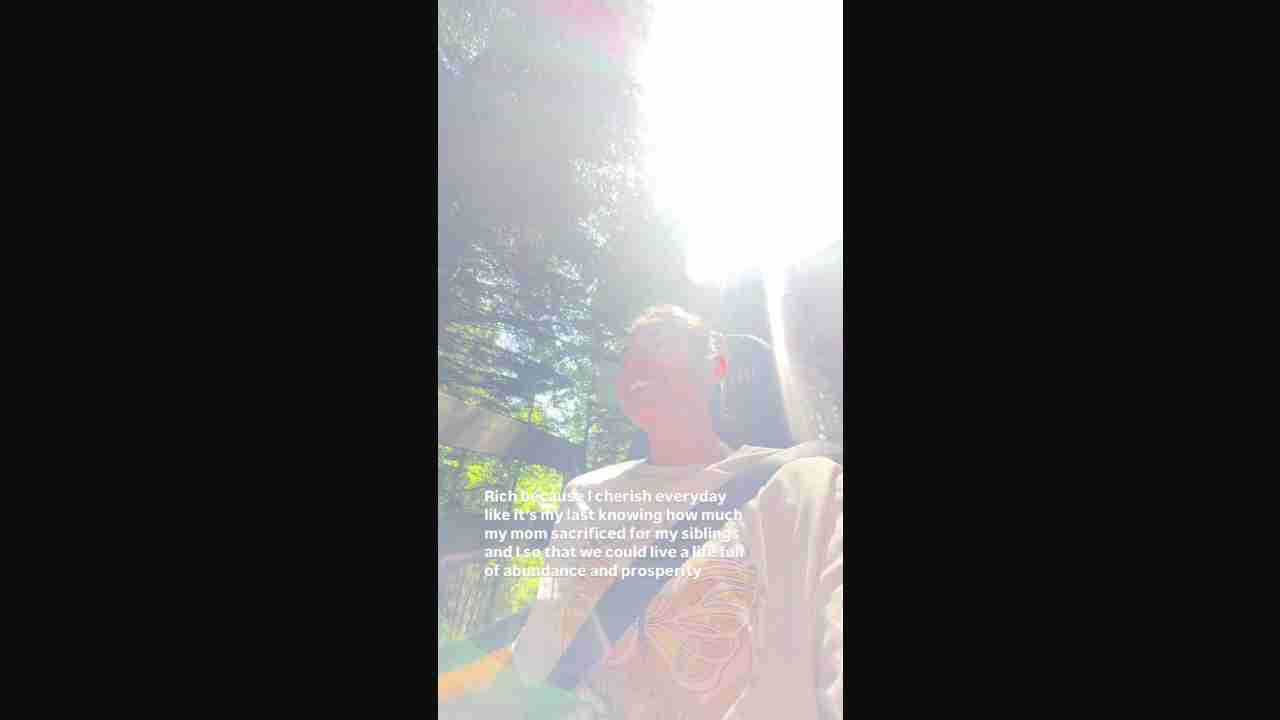 Rich because I cherish everyday
like it's my last knowing how much
my mom sacrificed for my siblings
and I so that we could live a life full
of abundance and prosperity